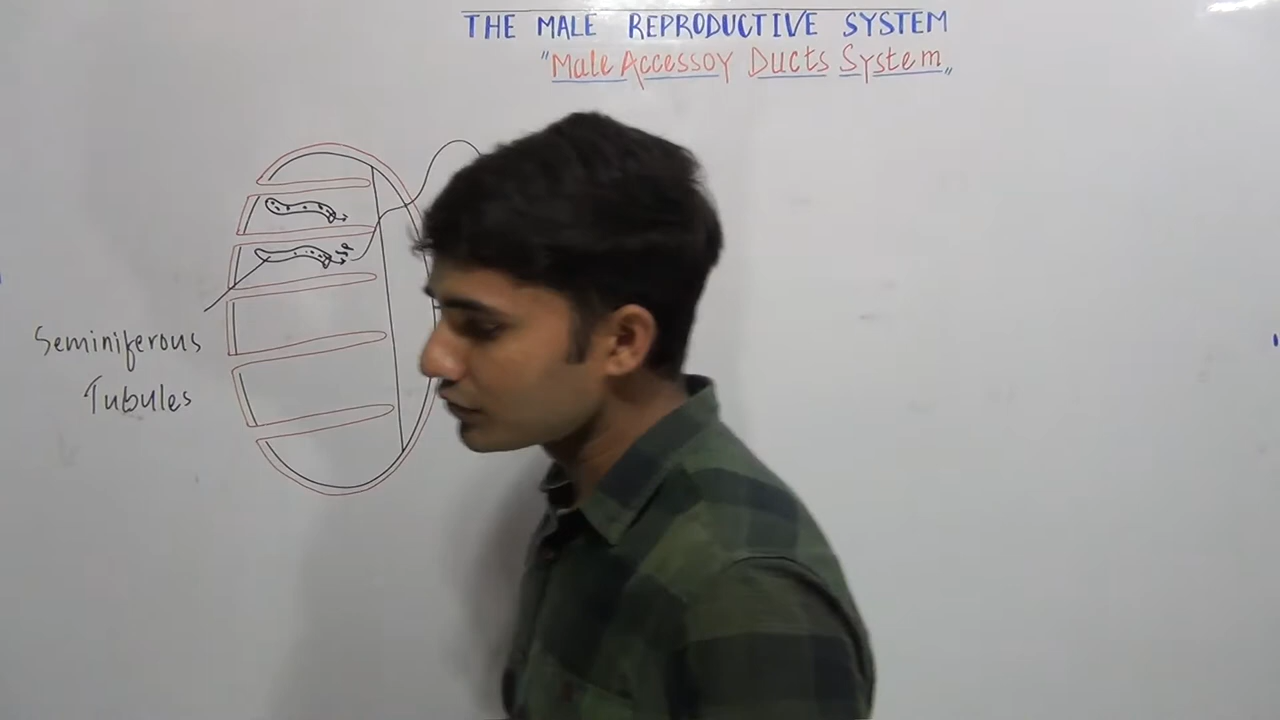 THE MALE REPRODUCTIVE SYSTEM
"Male Accessoy Ducts System"
Seminiferous
Tubules